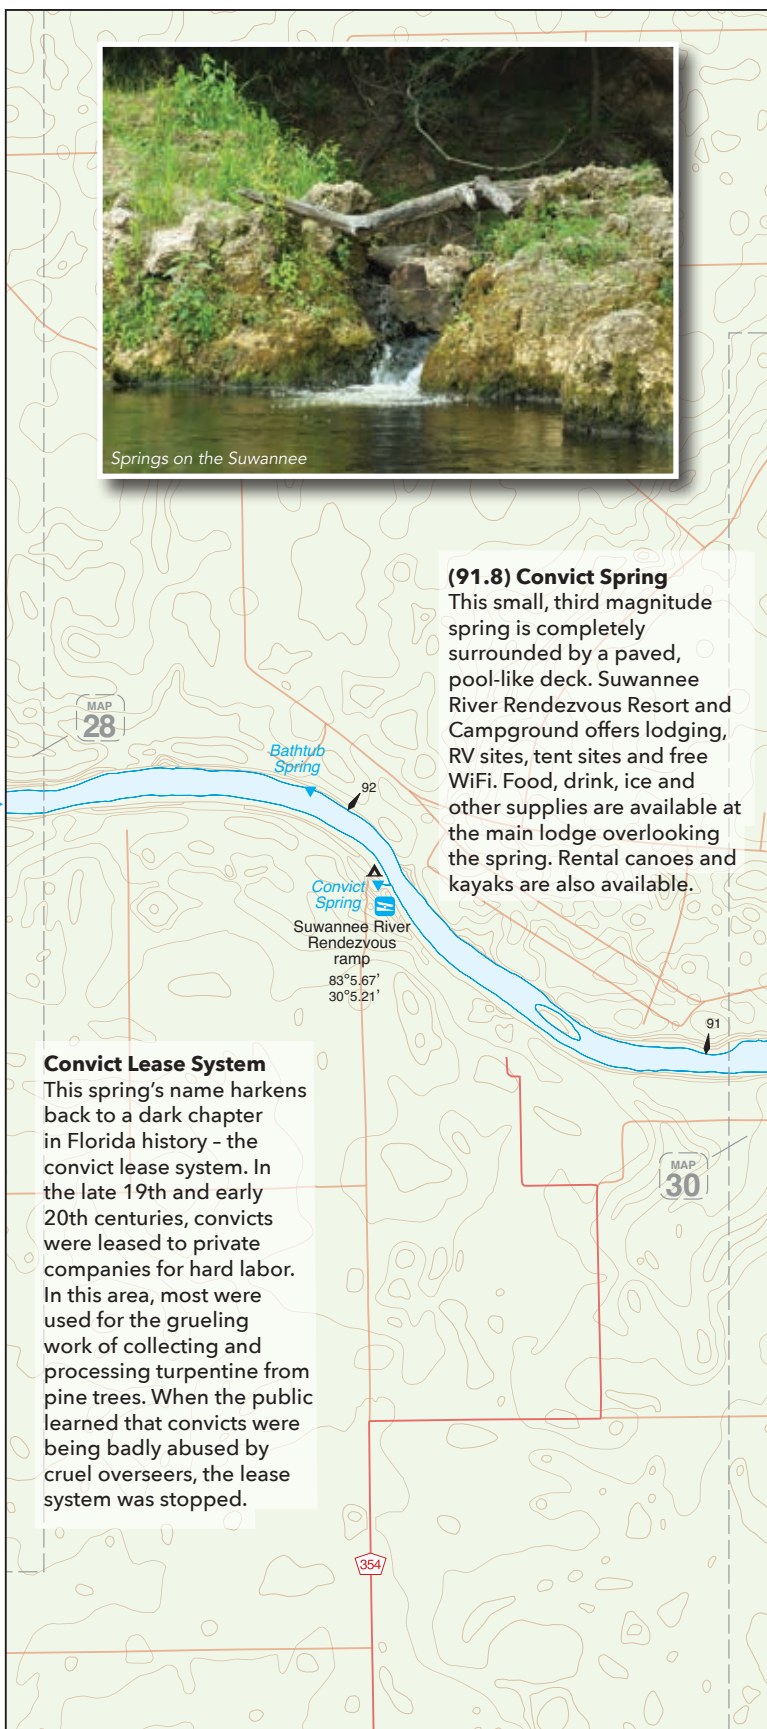 Springs on the Suwannee
(91.8) Convict Spring
This small, third magnitude
spring is completely
surrounded by a paved,
pool-like deck. Suwannee
River Rendezvous Resort and
Campground offers lodging,
RV sites, tent sites and free
WiFi. Food, drink, ice and
other supplies are available at
the main lodge overlooking
the spring. Rental canoes and
kayaks are also available.
MAP
28
Bathtub
Spring
92
Convict
Spring
Suwannee River
Rendezvous
ramp
83°5.67'
30°5.21'
91
Convict Lease System
This spring’s name harkens
back to a dark chapter
in Florida history – the
convict lease system. In
the late 19th and early
20th centuries, convicts
were leased to private
companies for hard labor.
In this area, most were
used for the grueling
work of collecting and
processing turpentine from
pine trees. When the public
learned that convicts were
being badly abused by
cruel overseers, the lease
system was stopped.
MAP
30
354